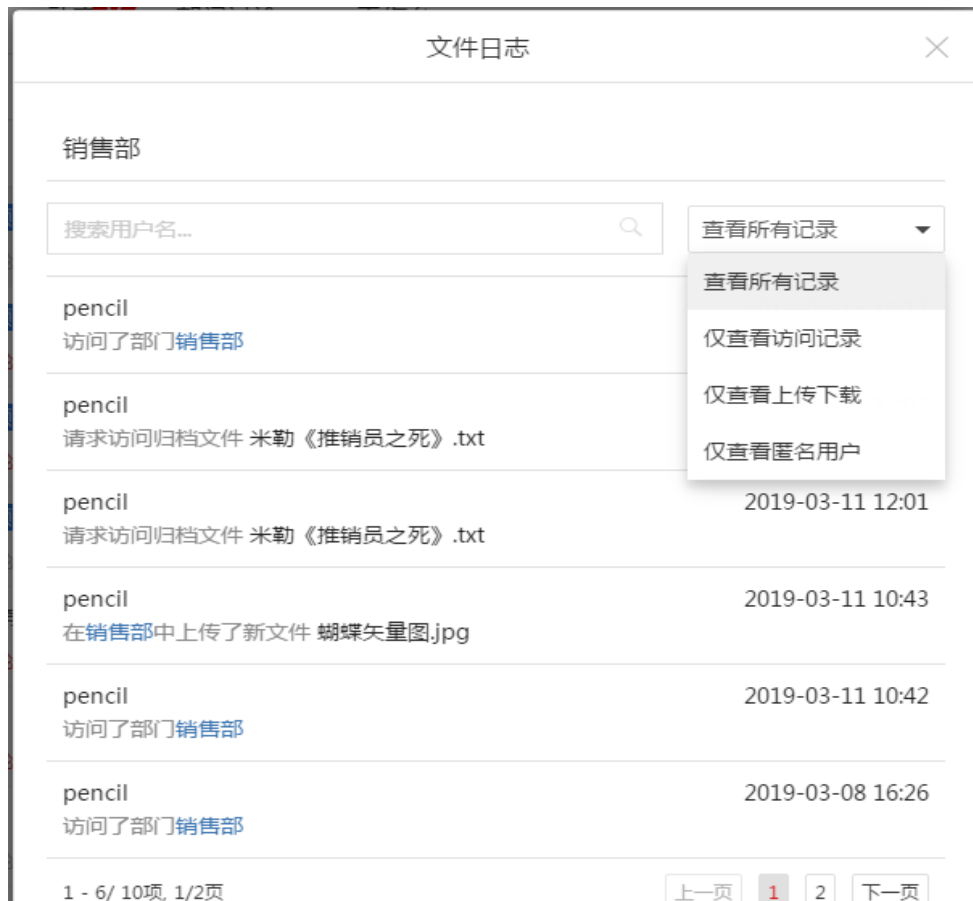 文件日志
销售部
搜索用户名...
查看所有记录
查看所有记录
仅查看访问记录
仅查看上传下载
仅查看匿名用户
pencil
访问了部门销售部
pencil
请求访问归档文件 米勒《推销员之死》.txt
pencil 2019-03-11 12:01
请求访问归档文件 米勒《推销员之死》.txt
pencil 2019-03-11 10:43
在销售部中上传了新文件 蝴蝶矢量图.jpg
pencil 2019-03-11 10:42
访问了部门销售部
pencil 2019-03-08 16:26
访问了部门销售部
1 - 6/ 10项, 1/2页 上一页 1 2 下一页